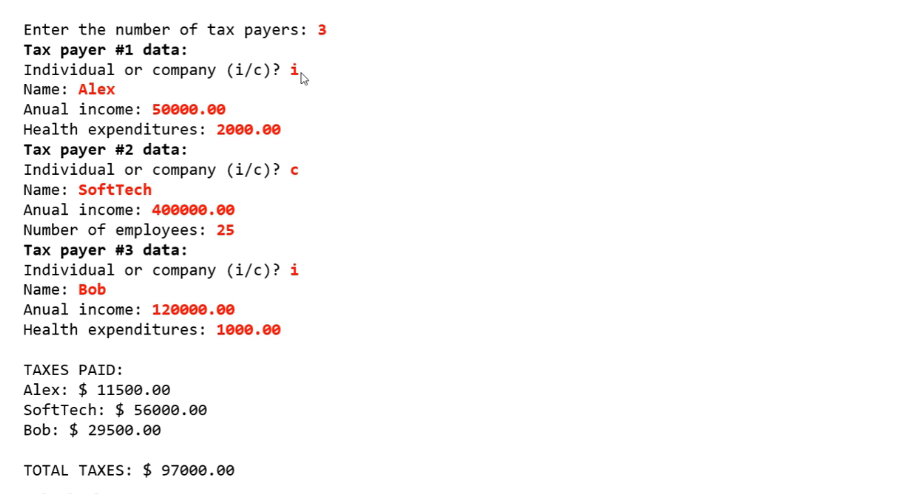 Enter the number of tax payers: 3
Tax payer #1 data:
Individual or company (i/c)? i
Name: Alex
Anual income: 50000.00
Health expenditures: 2000.00
Tax payer #2 data:
Individual or company (i/c)? c
Name: SoftTech
Anual income: 400000.00
Number of employees: 25
Tax payer #3 data:
Individual or company (i/c)? i
Name: Bob
Anual income: 120000.00
Health expenditures: 1000.00
TAXES PAID:
Alex: $ 11500.00
SoftTech: $ 56000.00
Bob: $ 29500.00
TOTAL TAXES: $ 97000.00